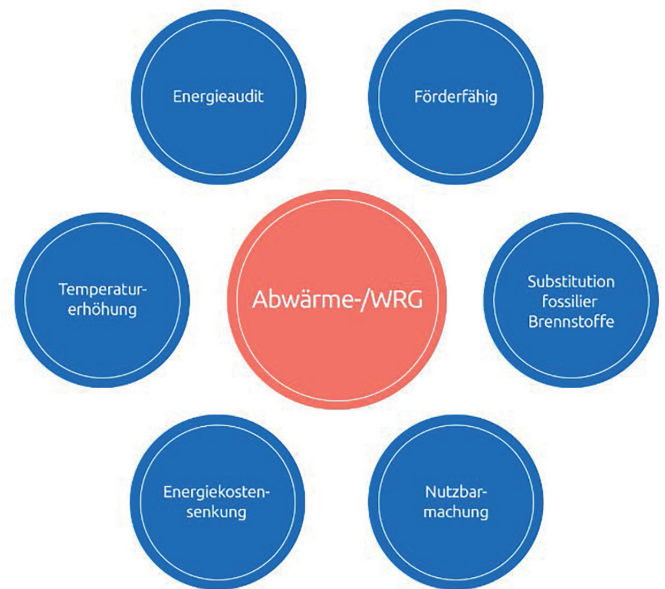 Energieaudit
Förderfähig
Temperatur-
erhöhung
Abwärme-/WRG
Substitution
fossilier
Brennstoffe
Energiekosten-
senkung
Nutzbar-
machung